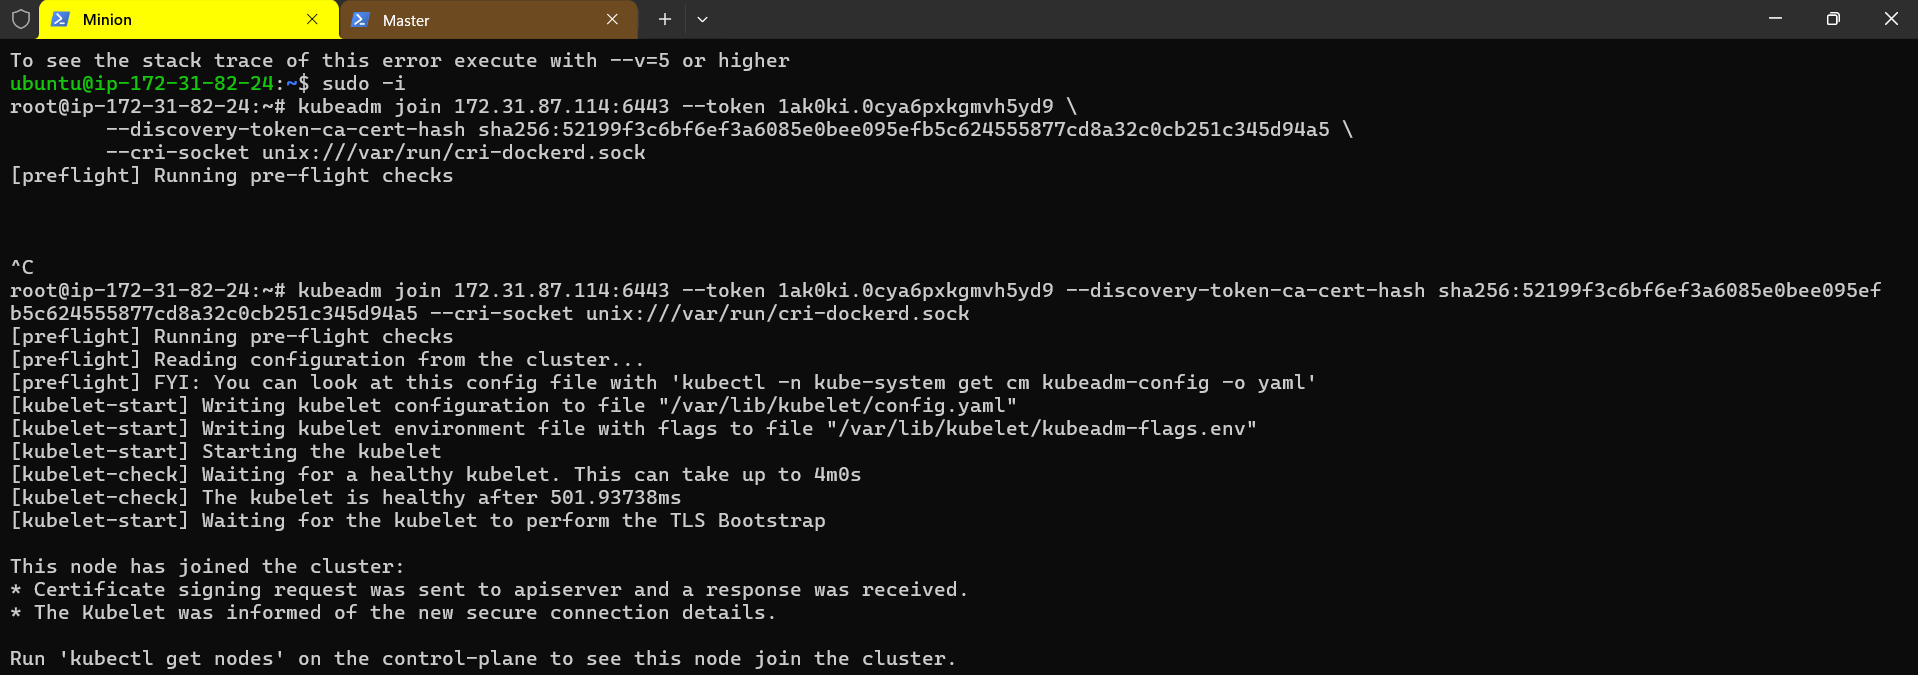 Minion
Master
To see the stack trace of this error execute with --v=5 or higher
ubuntu@ip-172-31-82-24:~$ sudo -i
root@ip-172-31-82-24:~# kubeadm join 172.31.87.114:6443 --token 1ak0ki.0cya6pxkgmvh5yd9 \
        --discovery-token-ca-cert-hash sha256:52199f3c6bf6ef3a6085e0bee095efb5c624555877cd8a32c0cb251c345d94a5 \
        --cri-socket unix:///var/run/cri-dockerd.sock
[preflight] Running pre-flight checks
^C
root@ip-172-31-82-24:~# kubeadm join 172.31.87.114:6443 --token 1ak0ki.0cya6pxkgmvh5yd9 --discovery-token-ca-cert-hash sha256:52199f3c6bf6ef3a6085e0bee095ef
b5c624555877cd8a32c0cb251c345d94a5 --cri-socket unix:///var/run/cri-dockerd.sock
[preflight] Running pre-flight checks
[preflight] Reading configuration from the cluster...
[preflight] FYI: You can look at this config file with 'kubectl -n kube-system get cm kubeadm-config -o yaml'
[kubelet-start] Writing kubelet configuration to file "/var/lib/kubelet/config.yaml"
[kubelet-start] Writing kubelet environment file with flags to file "/var/lib/kubelet/kubeadm-flags.env"
[kubelet-start] Starting the kubelet
[kubelet-check] Waiting for a healthy kubelet. This can take up to 4m0s
[kubelet-check] The kubelet is healthy after 501.93738ms
[kubelet-start] Waiting for the kubelet to perform the TLS Bootstrap
This node has joined the cluster:
* Certificate signing request was sent to apiserver and a response was received.
* The Kubelet was informed of the new secure connection details.
Run 'kubectl get nodes' on the control-plane to see this node join the cluster.